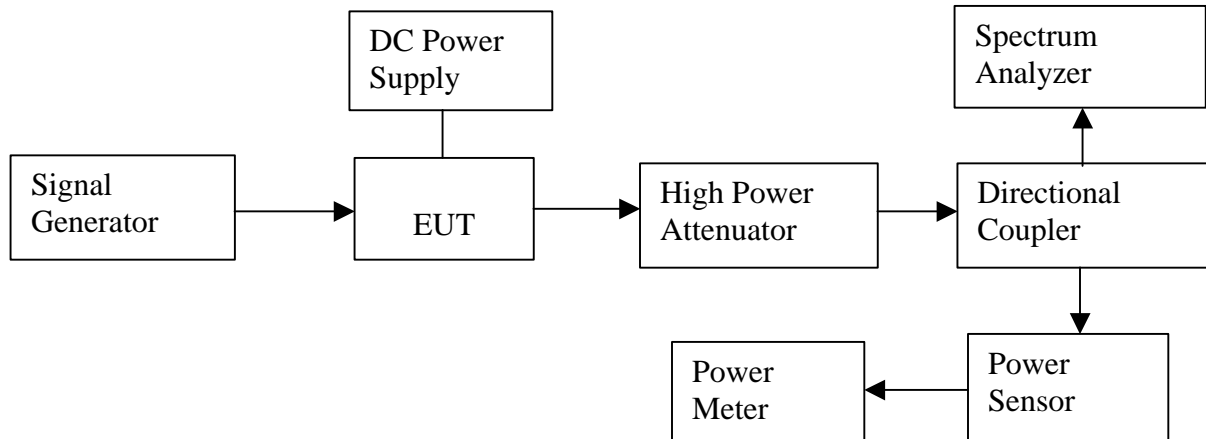 DC Power
Supply
Spectrum
Analyzer
Signal
Generator
EUT
High Power
Attenuator
Directional
Coupler
Power
Meter
Power
Sensor